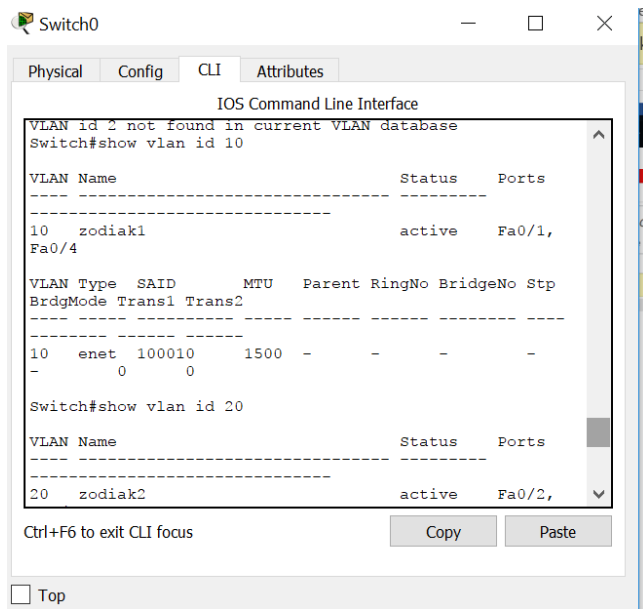 Switch0
Physical Config CLI Attributes
IOS Command Line Interface
VLAN id 2 not found in current VLAN database
Switch#show vlan id 10
VLAN Name Status Ports
---- -------------------------------- ---------
-------------------------------
10 zodiak1 active Fa0/1,
Fa0/4
VLAN Type SAID MTU Parent RingNo BridgeNo Stp
BrdgMode Trans1 Trans2
---- ----- ---------- ----- ------ ------ -------- ----
-------- ------ ------
10 enet 100010 1500 - - - -
- 0 0
Switch#show vlan id 20
VLAN Name Status Ports
---- -------------------------------- ---------
-------------------------------
20 zodiak2 active Fa0/2,
Ctrl+F6 to exit CLI focus
Copy Paste
Top